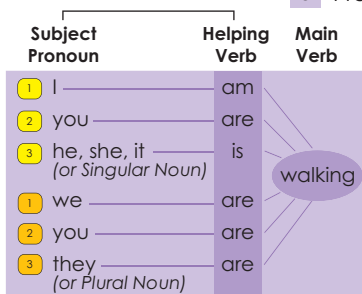 Subject Pronoun
Helping Verb
Main Verb
1 I am
2 you are
3 he, she, it is
(or Singular Noun)
walking
1 we are
2 you are
3 they are
(or Plural Noun)